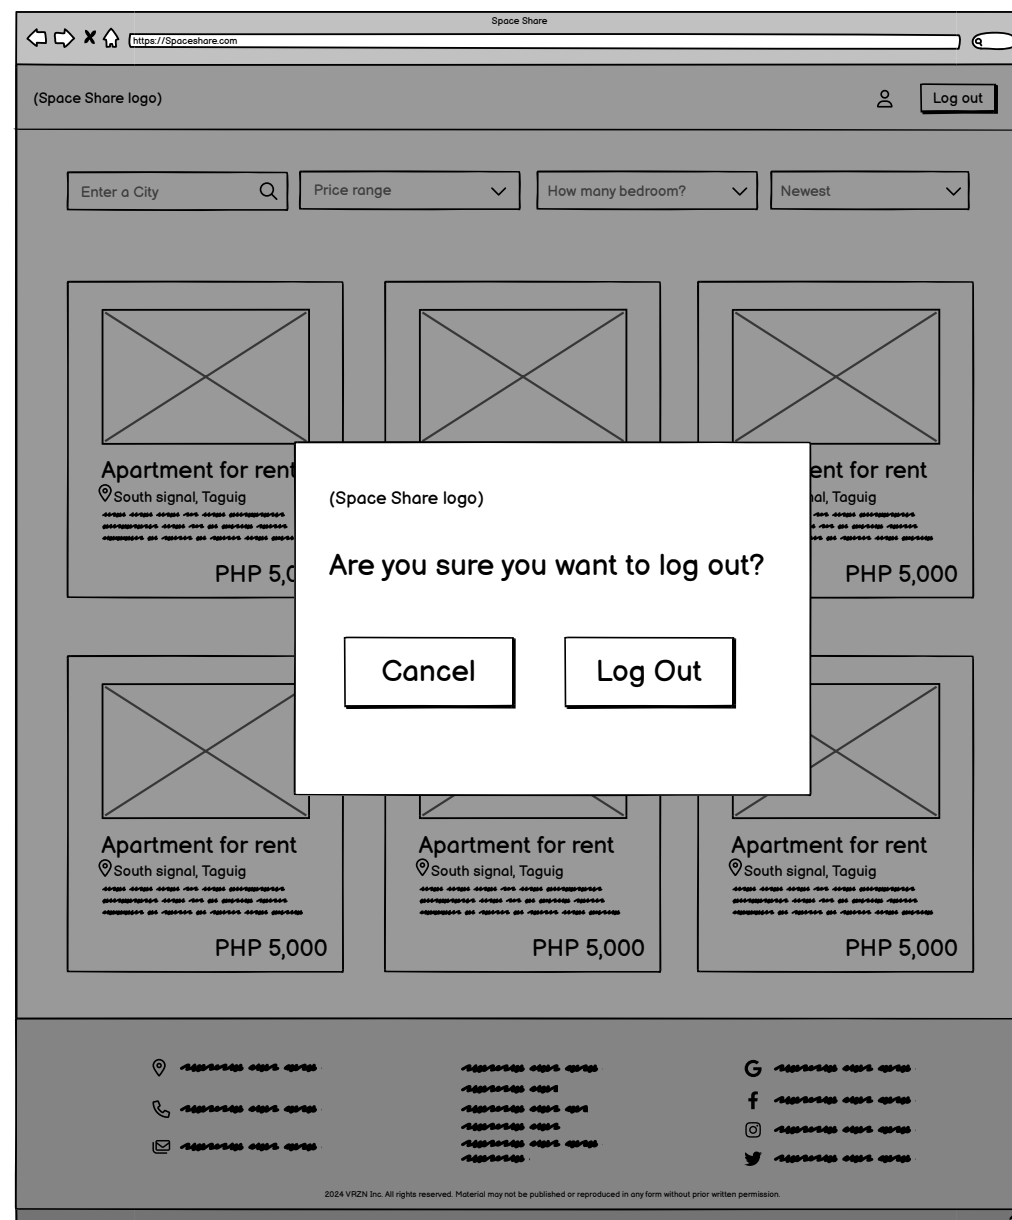 Space Share
https://Spaceshare.com
(Space Share logo)
Log out
Enter a City
Price range
How many bedroom?
Newest
Apartment for rent
South signal, Taguig
PHP 5,0
ent for rent
al, Taguig
PHP 5,000
(Space Share logo)
Are you sure you want to log out?
Cancel
Log Out
Apartment for rent
South signal, Taguig
PHP 5,000
Apartment for rent
South signal, Taguig
PHP 5,000
Apartment for rent
South signal, Taguig
PHP 5,000
2024 VRZN Inc. All rights reserved. Material may not be published or reproduced in any form without prior written permission.